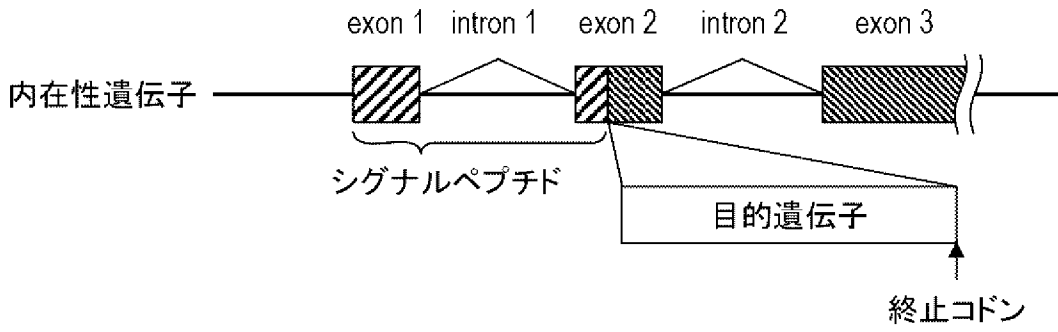 exon 1 intron 1 exon 2 intron 2 exon 3
内在性遺伝子
シグナルペプチド
目的遺伝子
終止コドン